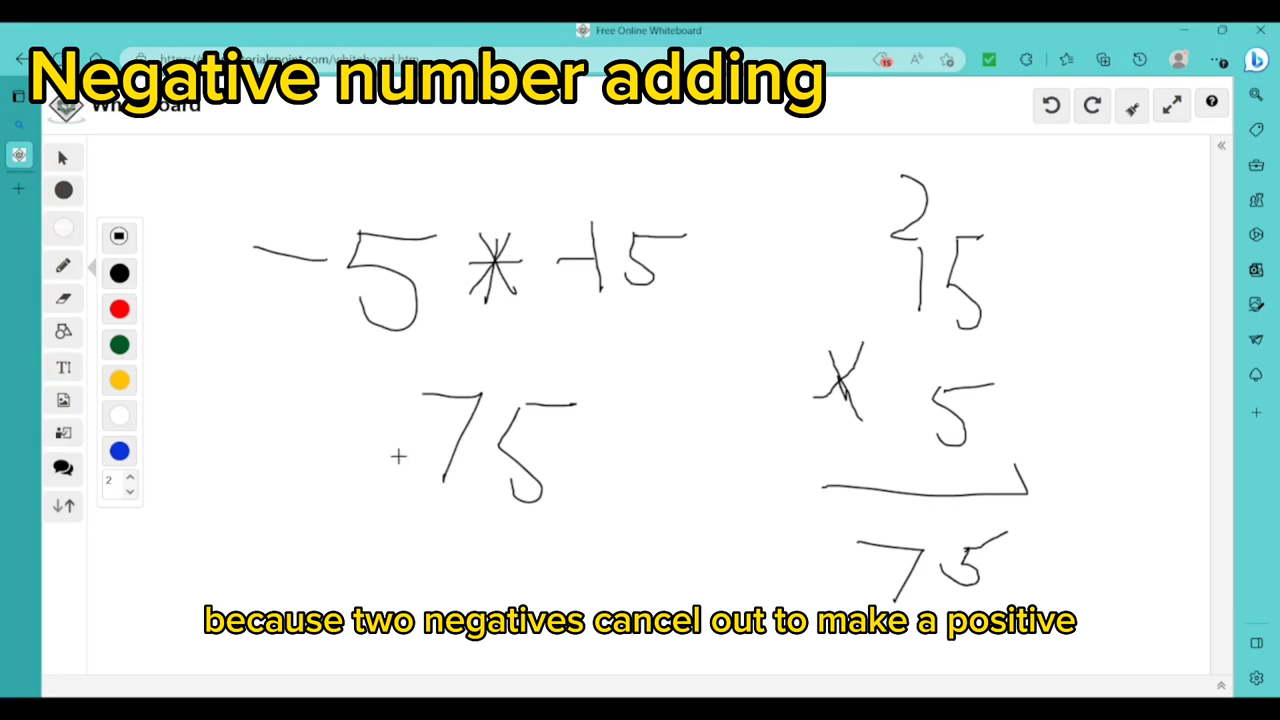 Free Online Whiteboard
Negative number adding
-5 * -15
2
15
* 5
75
75
2
because two negatives cancel out to make a positive